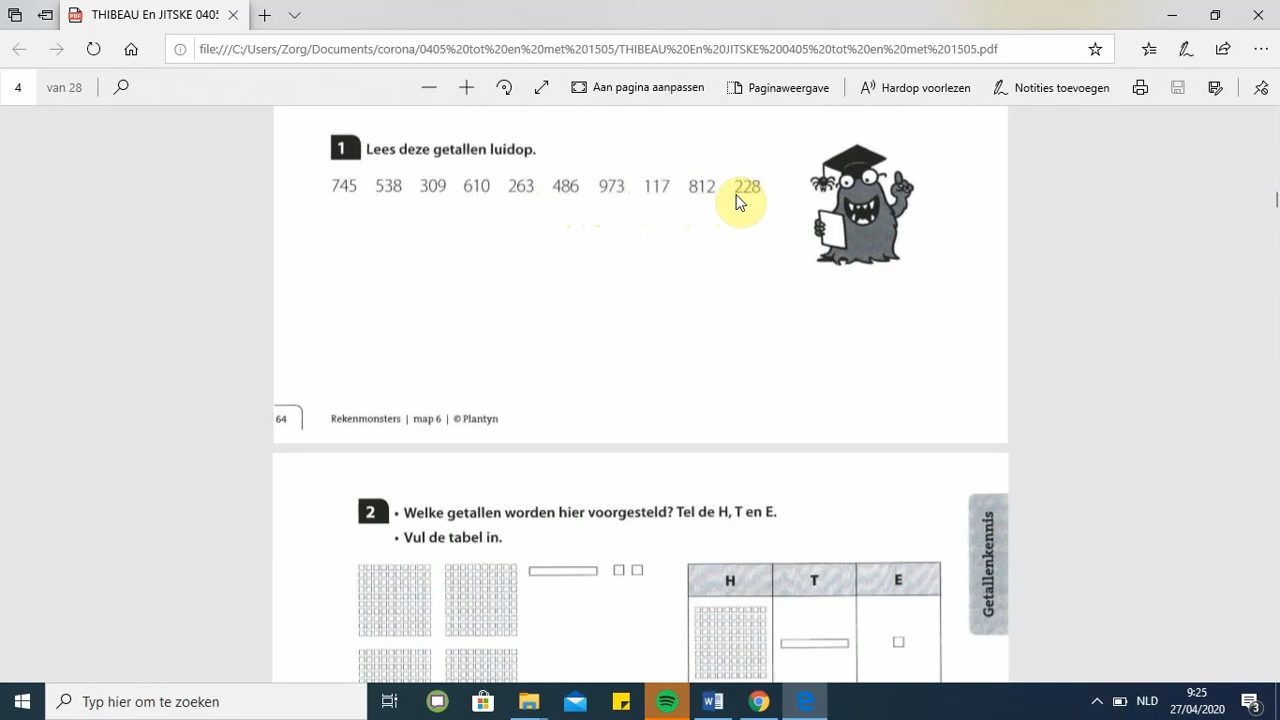 THIBEAU En JITSKE 0405
file:///C:/Users/Zorg/Documents/corona/0405%20tot%20en%20met%201505/THIBEAU%20En%20JITSKE%200405%20tot%20en%20met%201505.pdf
4 van 28 Aan pagina aanpassen Paginaweergave Hardop voorlezen Notities toevoegen
1 Lees deze getallen luidop.
745 538 309 610 263 486 973 117 812 228
64 Rekenmonsters | map 6 | © Plantyn
2 • Welke getallen worden hier voorgesteld? Tel de H, T en E.
• Vul de tabel in.
H T E
Getallenkennis
Typ hier om te zoeken
NLD
9:25
27/04/2020
3